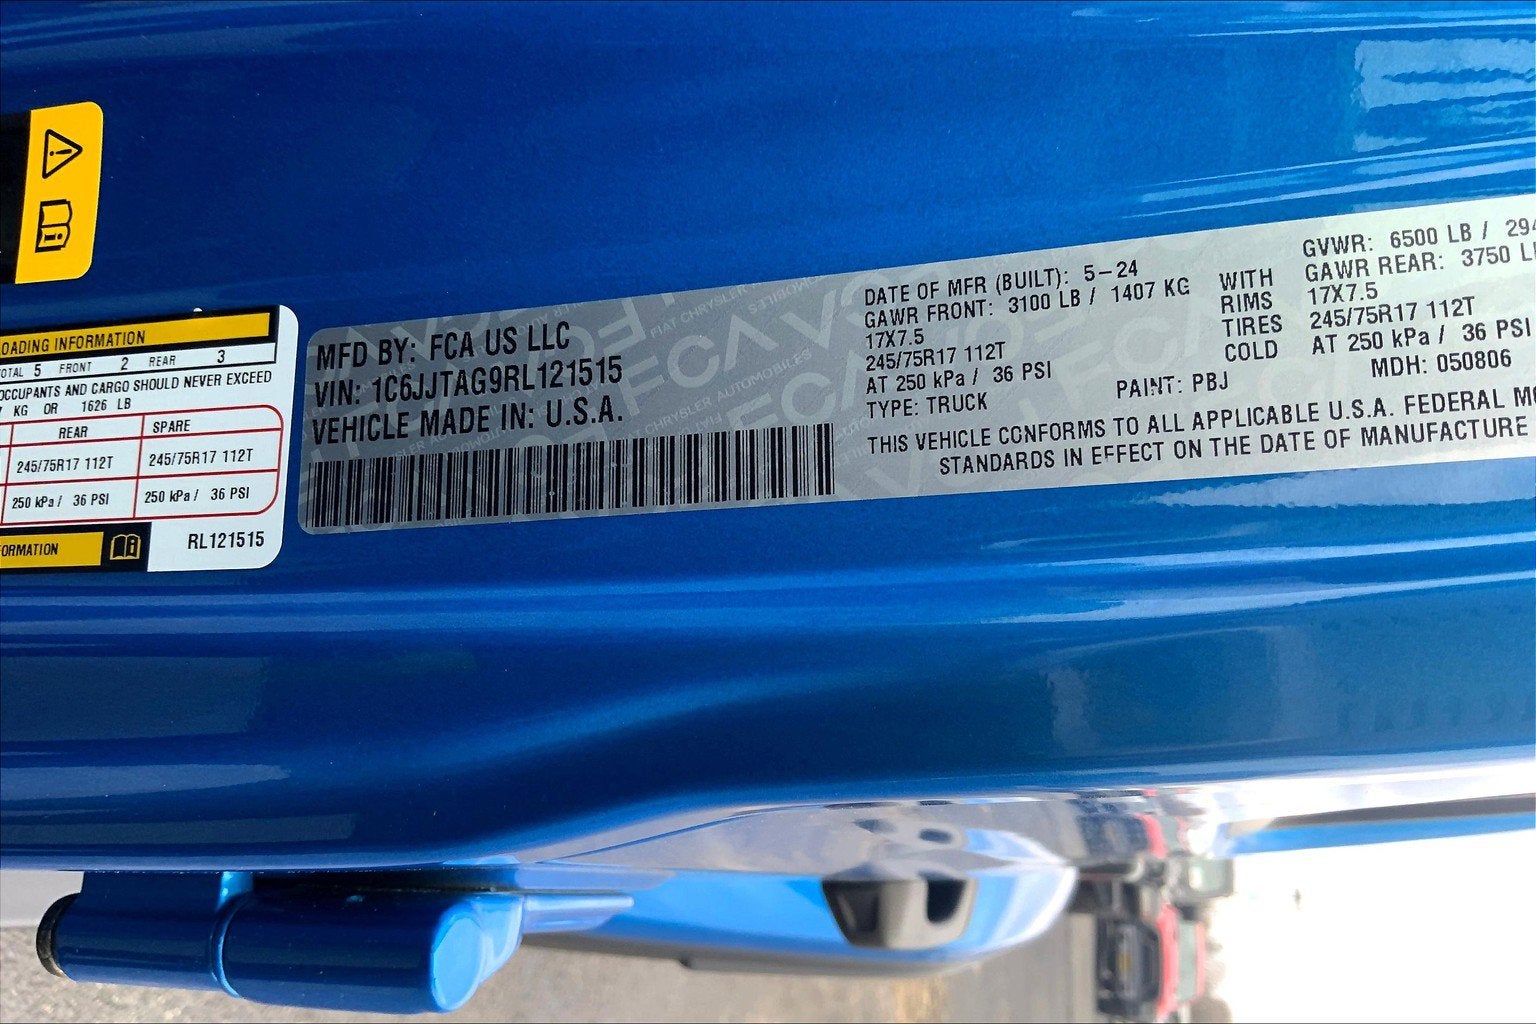 OADING INFORMATION
OTAL 5 FRONT 2 REAR 3
OCCUPANTS AND CARGO SHOULD NEVER EXCEED
KG OR 1626 LB
REAR SPARE
245/75R17 112T 245/75R17 112T
250 kPa / 36 PSI 250 kPa / 36 PSI
ORMATION
RL121515
MFD BY: FCA US LLC
VIN: 1C6JJTAG9RL121515
VEHICLE MADE IN: U.S.A.
DATE OF MFR (BUILT): 5-24 GVWR: 6500 LB / 294
GAWR FRONT: 3100 LB / 1407 KG WITH GAWR REAR: 3750 L
17X7.5 RIMS 17X7.5
245/75R17 112T TIRES 245/75R17 112T
AT 250 kPa / 36 PSI COLD AT 250 kPa / 36 PSI
TYPE: TRUCK PAINT: PBJ MDH: 050806
THIS VEHICLE CONFORMS TO ALL APPLICABLE U.S.A. FEDERAL MO
STANDARDS IN EFFECT ON THE DATE OF MANUFACTURE